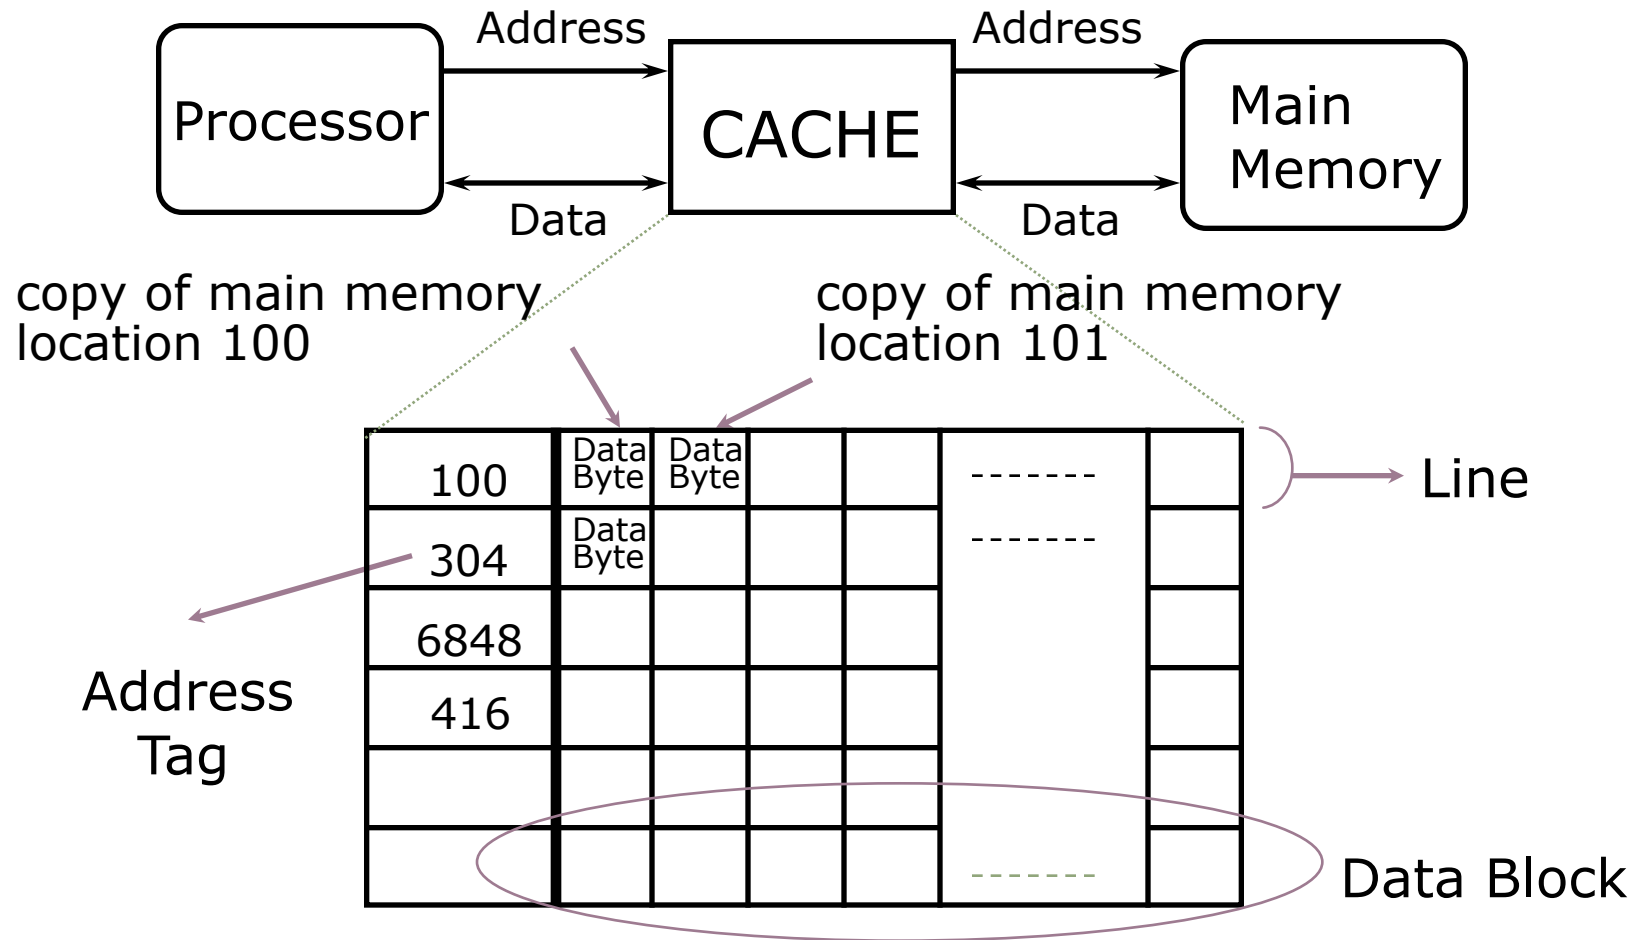 Address
Address
Processor
CACHE
Main
Memory
Data
Data
copy of main memory
location 100
copy of main memory
location 101
100
Data
Byte
Data
Byte
-------
Line
304
Data
Byte
-------
6848
Address
Tag
416
-------
Data Block